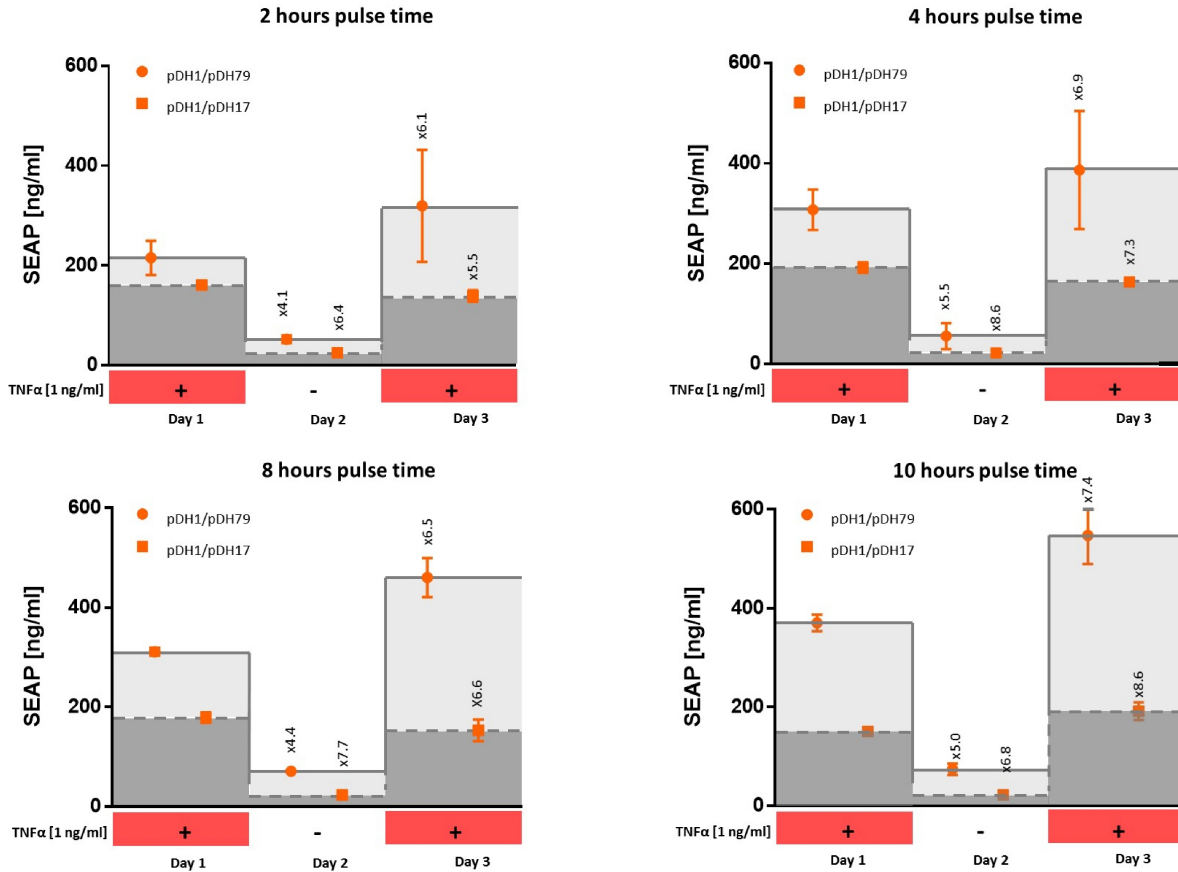 2 hours pulse time
SEAP [ng/ml]
600
400
200
0
pDH1/pDH79
pDH1/pDH17
x4.1
x6.4
x6.1
x5.5
TNFα [1 ng/ml]
+
-
+
Day 1
Day 2
Day 3
4 hours pulse time
SEAP [ng/ml]
600
400
200
0
pDH1/pDH79
pDH1/pDH17
x5.5
x8.6
x6.9
x7.3
TNFα [1 ng/ml]
+
-
+
Day 1
Day 2
Day 3
8 hours pulse time
SEAP [ng/ml]
600
400
200
0
pDH1/pDH79
pDH1/pDH17
x4.4
x7.7
x6.5
x6.6
TNFα [1 ng/ml]
+
-
+
Day 1
Day 2
Day 3
10 hours pulse time
SEAP [ng/ml]
600
400
200
0
pDH1/pDH79
pDH1/pDH17
x5.0
x6.8
x7.4
x8.6
TNFα [1 ng/ml]
+
-
+
Day 1
Day 2
Day 3